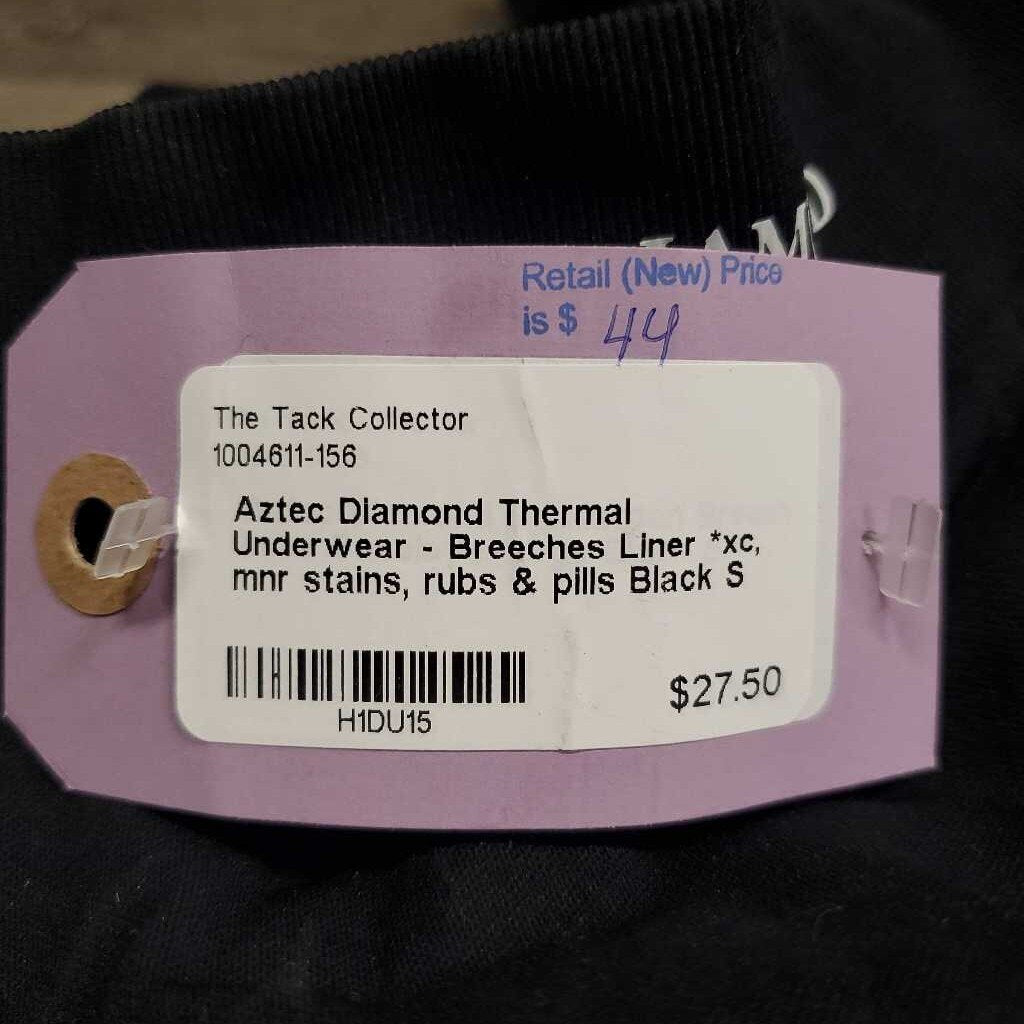 Retail (New) Price
is $ 44
The Tack Collector
1004611-156
Aztec Diamond Thermal
Underwear - Breeches Liner *xc,
mnr stains, rubs & pills Black S
H1DU15
$27.50